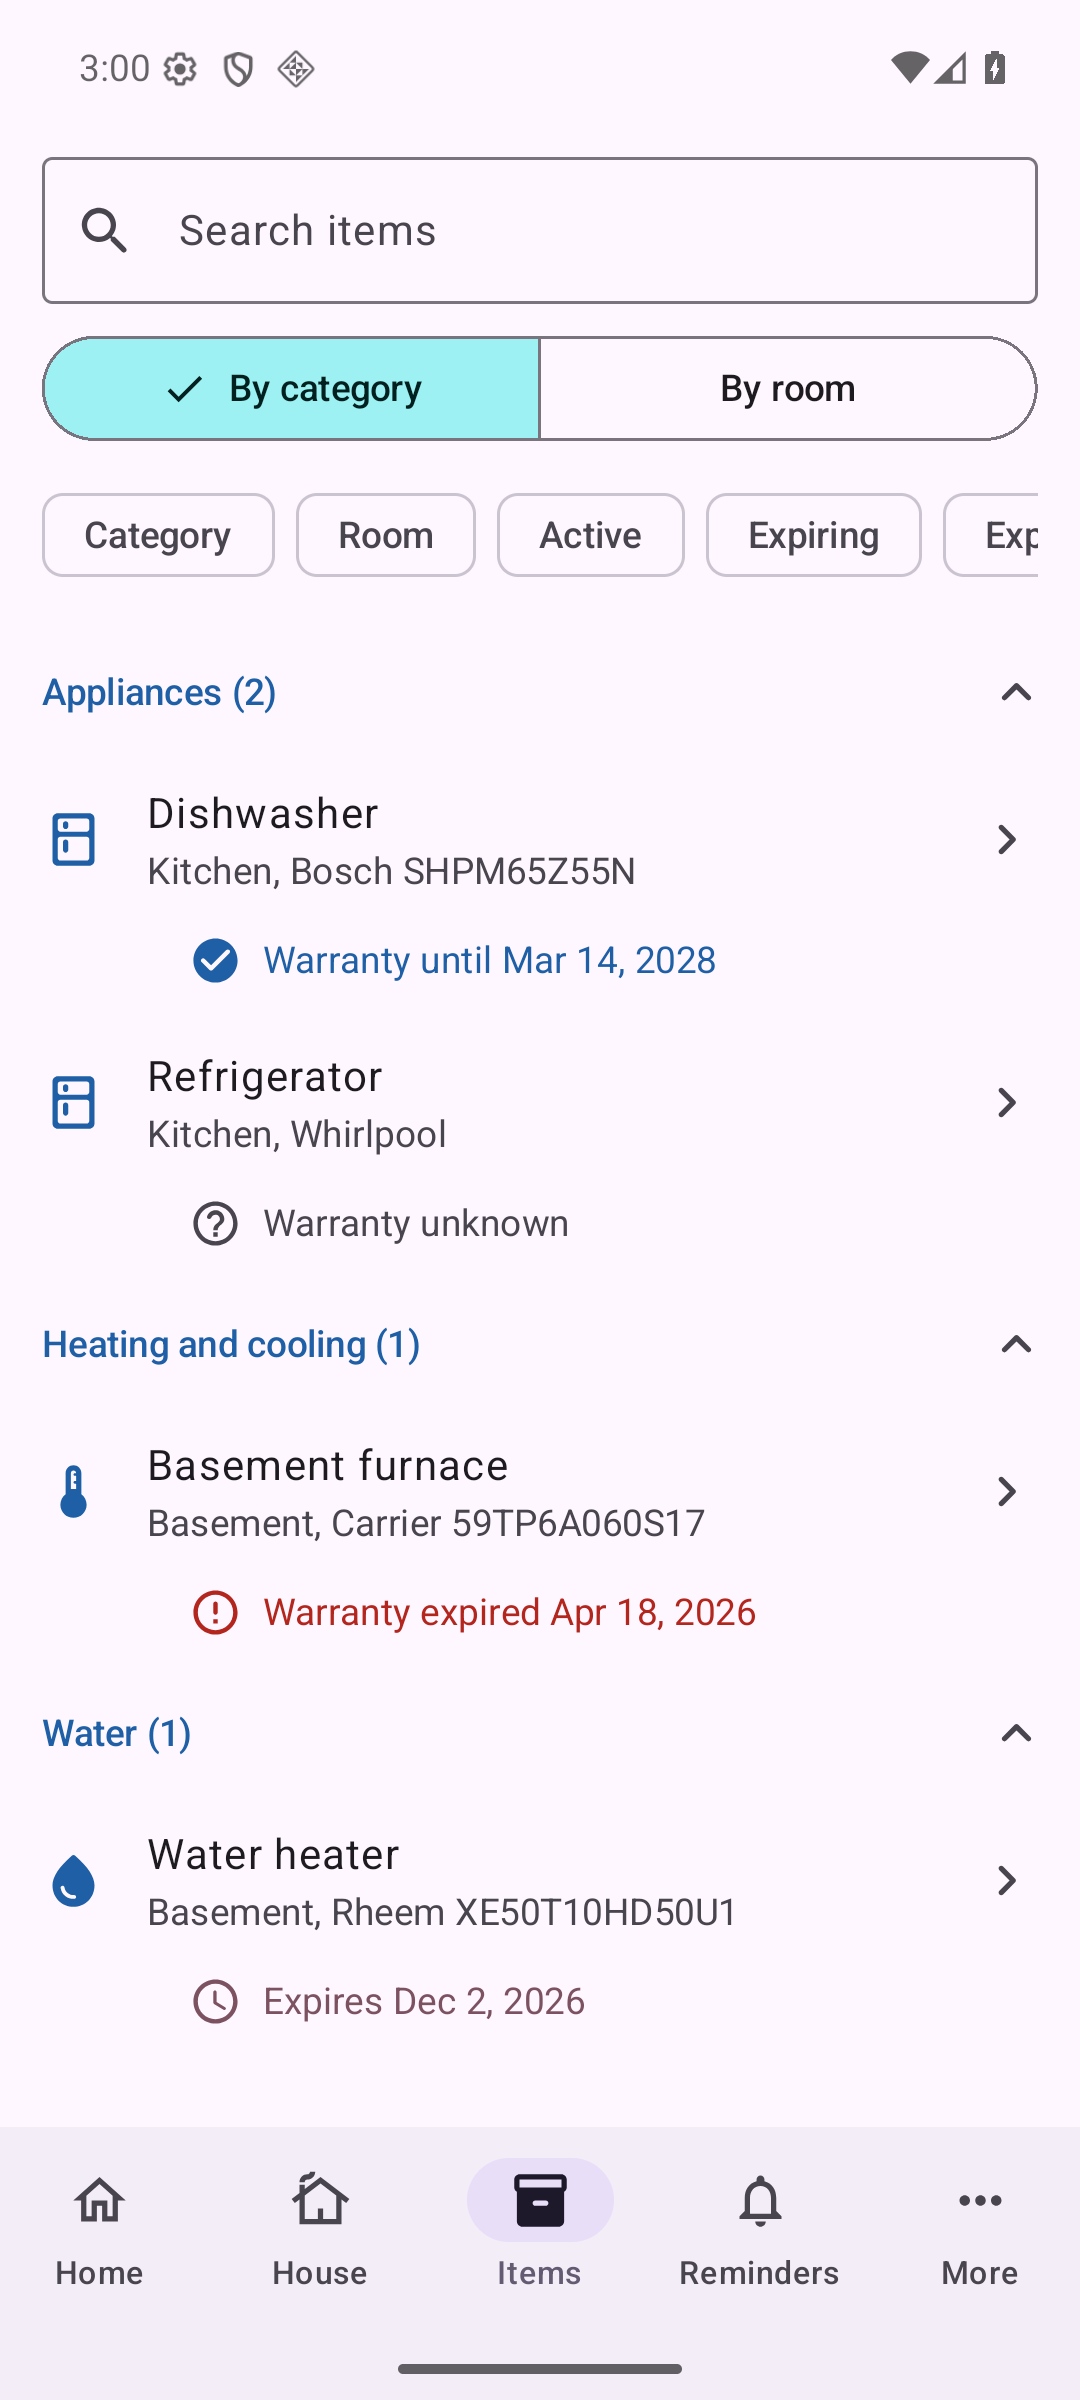 3:00
Search items
By category
By room
Category
Room
Active
Expiring
Exp
Appliances (2)
Dishwasher
Kitchen, Bosch SHPM65Z55N
Warranty until Mar 14, 2028
Refrigerator
Kitchen, Whirlpool
Warranty unknown
Heating and cooling (1)
Basement furnace
Basement, Carrier 59TP6A060S17
Warranty expired Apr 18, 2026
Water (1)
Water heater
Basement, Rheem XE50T10HD50U1
Expires Dec 2, 2026
Home
House
Items
Reminders
More